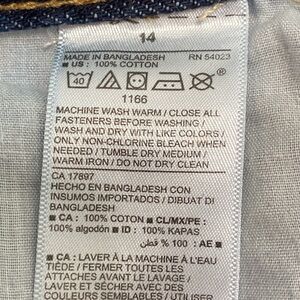 14
MADE IN BANGLADESH RN 54023
■ US: 100% COTTON
40
1166
MACHINE WASH WARM / CLOSE ALL
FASTENERS BEFORE WASHING /
WASH AND DRY WITH LIKE COLORS /
ONLY NON-CHLORINE BLEACH WHEN
NEEDED / TUMBLE DRY MEDIUM /
WARM IRON / DO NOT DRY CLEAN
CA 17897
HECHO EN BANGLADESH CON
INSUMOS IMPORTADOS / DIBUAT DI
BANGLADESH
■ CA: 100% COTON ■ CL/MX/PE:
100% algodón ■ ID: 100% KAPAS
■ AE: 100 % قطن
■ CA: LAVER À LA MACHINE À L'EAU
TIÈDE / FERMER TOUTES LES
ATTACHES AVANT LE LAVAGE /
LAVER ET SÉCHER AVEC DES
COULEURS SEMBLABLES / UTILISER